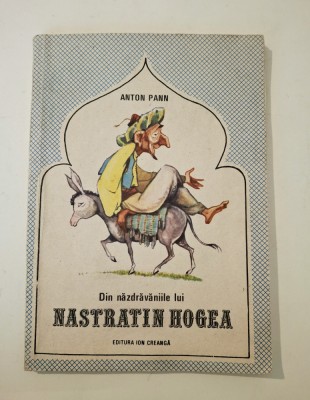 ANTON PANN
Din năzdrăvăniile lui
NASTRATIN HOGEA
EDITURA ION CREANGĂ